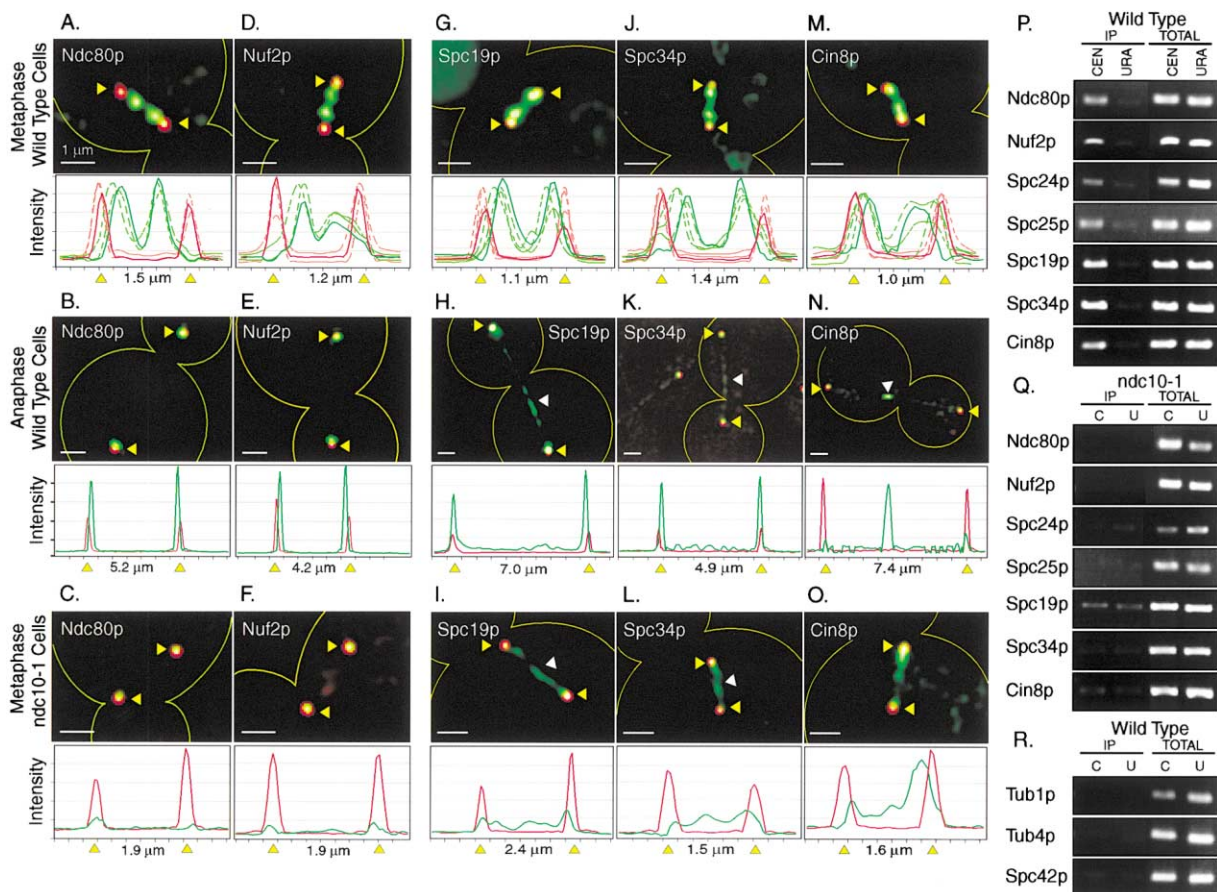 A.
D.
G.
J.
M.
Metaphase
Wild Type Cells
Ndc80p
1 µm
Nuf2p
Spc19p
Spc34p
Cin8p
Intensity
1.5 µm
1.2 µm
1.1 µm
1.4 µm
1.0 µm
B.
E.
H.
K.
N.
Anaphase
Wild Type Cells
Ndc80p
Nuf2p
Spc19p
Spc34p
Cin8p
Intensity
5.2 µm
4.2 µm
7.0 µm
4.9 µm
7.4 µm
C.
F.
I.
L.
O.
Metaphase
ndc10-1 Cells
Ndc80p
Nuf2p
Spc19p
Spc34p
Cin8p
Intensity
1.9 µm
1.9 µm
2.4 µm
1.5 µm
1.6 µm
P.
Wild Type
IP TOTAL
CEN URA CEN URA
Ndc80p
Nuf2p
Spc24p
Spc25p
Spc19p
Spc34p
Cin8p
Q.
ndc10-1
IP TOTAL
C U C U
Ndc80p
Nuf2p
Spc24p
Spc25p
Spc19p
Spc34p
Cin8p
R.
Wild Type
IP TOTAL
C U C U
Tub1p
Tub4p
Spc42p